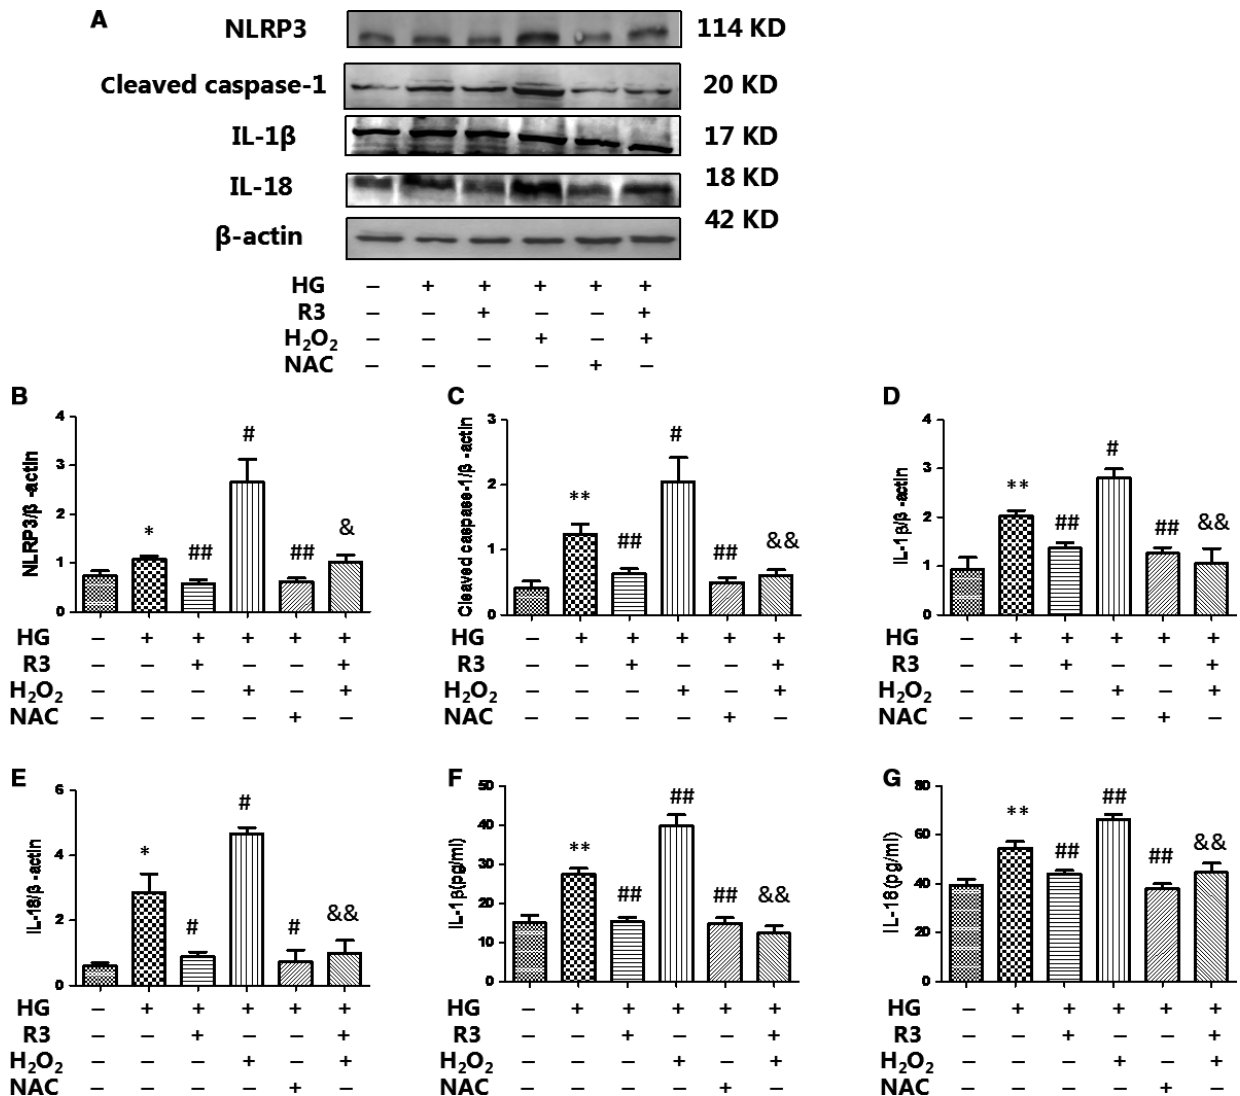 A
NLRP3 114 KD
Cleaved caspase-1 20 KD
IL-1β 17 KD
IL-18 18 KD
β-actin 42 KD
HG – + + + + +
R3 – – + – – +
H₂O₂ – – – + – +
NAC – – – – + –
B
NLRP3/β -actin
4
3
2
1
0
* ## # ## &
HG – + + + + +
R3 – – + – – +
H₂O₂ – – – + – +
NAC – – – – + –
C
Cleaved caspase-1/β -actin
3
2
1
0
** ## # ## &&
HG – + + + + +
R3 – – + – – +
H₂O₂ – – – + – +
NAC – – – – + –
D
IL-1β/β -actin
4
3
2
1
0
** ## # ## &&
HG – + + + + +
R3 – – + – – +
H₂O₂ – – – + – +
NAC – – – – + –
E
IL-18/β -actin
6
4
2
0
* # # # &&
HG – + + + + +
R3 – – + – – +
H₂O₂ – – – + – +
NAC – – – – + –
F
IL-1β(pg/ml)
50
40
30
20
10
0
** ## ## ## &&
HG – + + + + +
R3 – – + – – +
H₂O₂ – – – + – +
NAC – – – – + –
G
IL-18(pg/ml)
80
60
40
20
0
** ## ## ## &&
HG – + + + + +
R3 – – + – – +
H₂O₂ – – – + – +
NAC – – – – + –